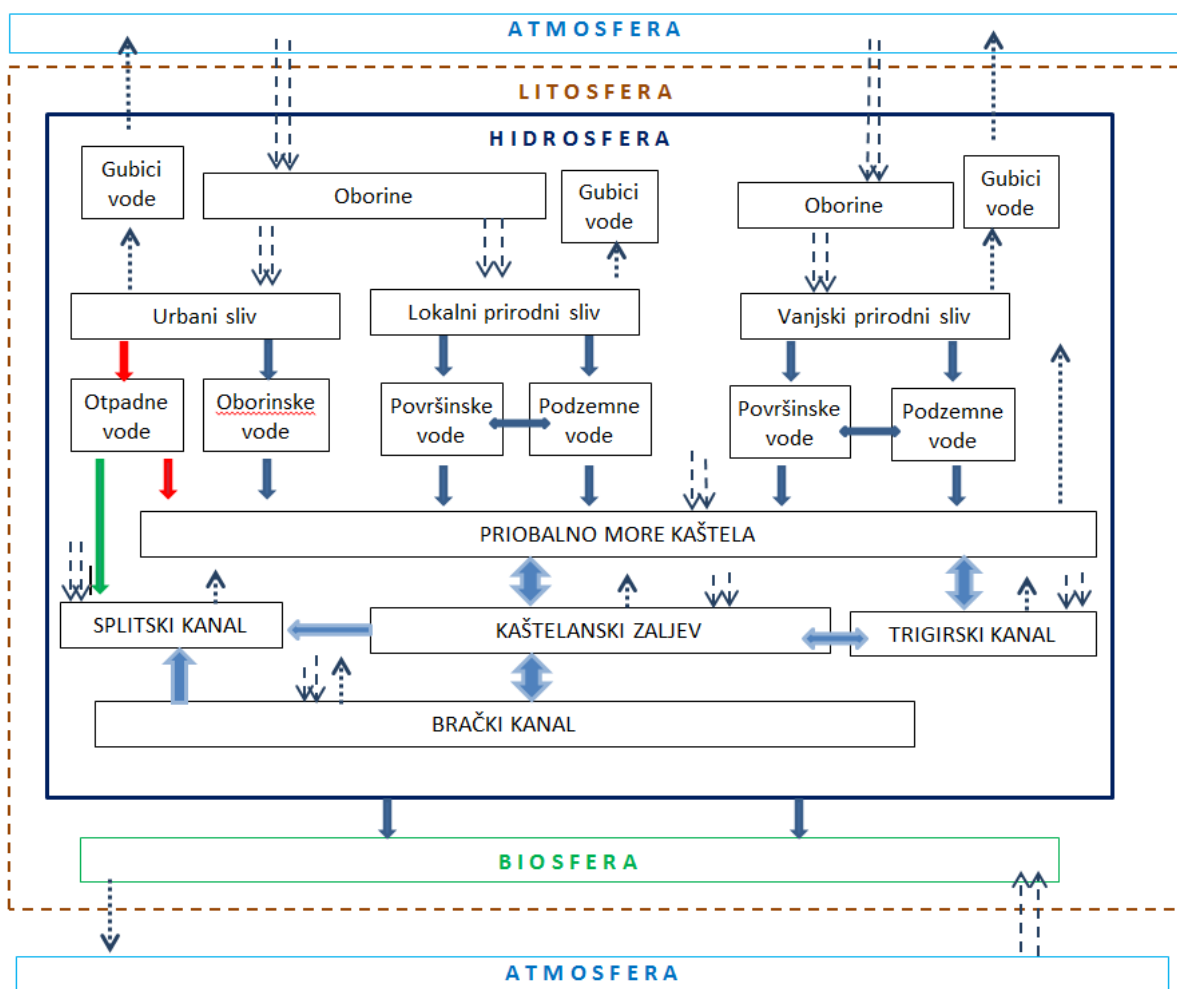 ATMOSFERA
LITOSFERA
HIDROSFERA
Gubici
vode
Oborine
Gubici
vode
Oborine
Gubici
vode
Urbani sliv
Lokalni prirodni sliv
Vanjski prirodni sliv
Otpadne
vode
Oborinske
vode
Površinske
vode
Podzemne
vode
Površinske
vode
Podzemne
vode
PRIOBALNO MORE KAŠTELA
SPLITSKI KANAL
KAŠTELANSKI ZALJEV
TRIGIRSKI KANAL
BRAČKI KANAL
BIOSFERA
ATMOSFERA